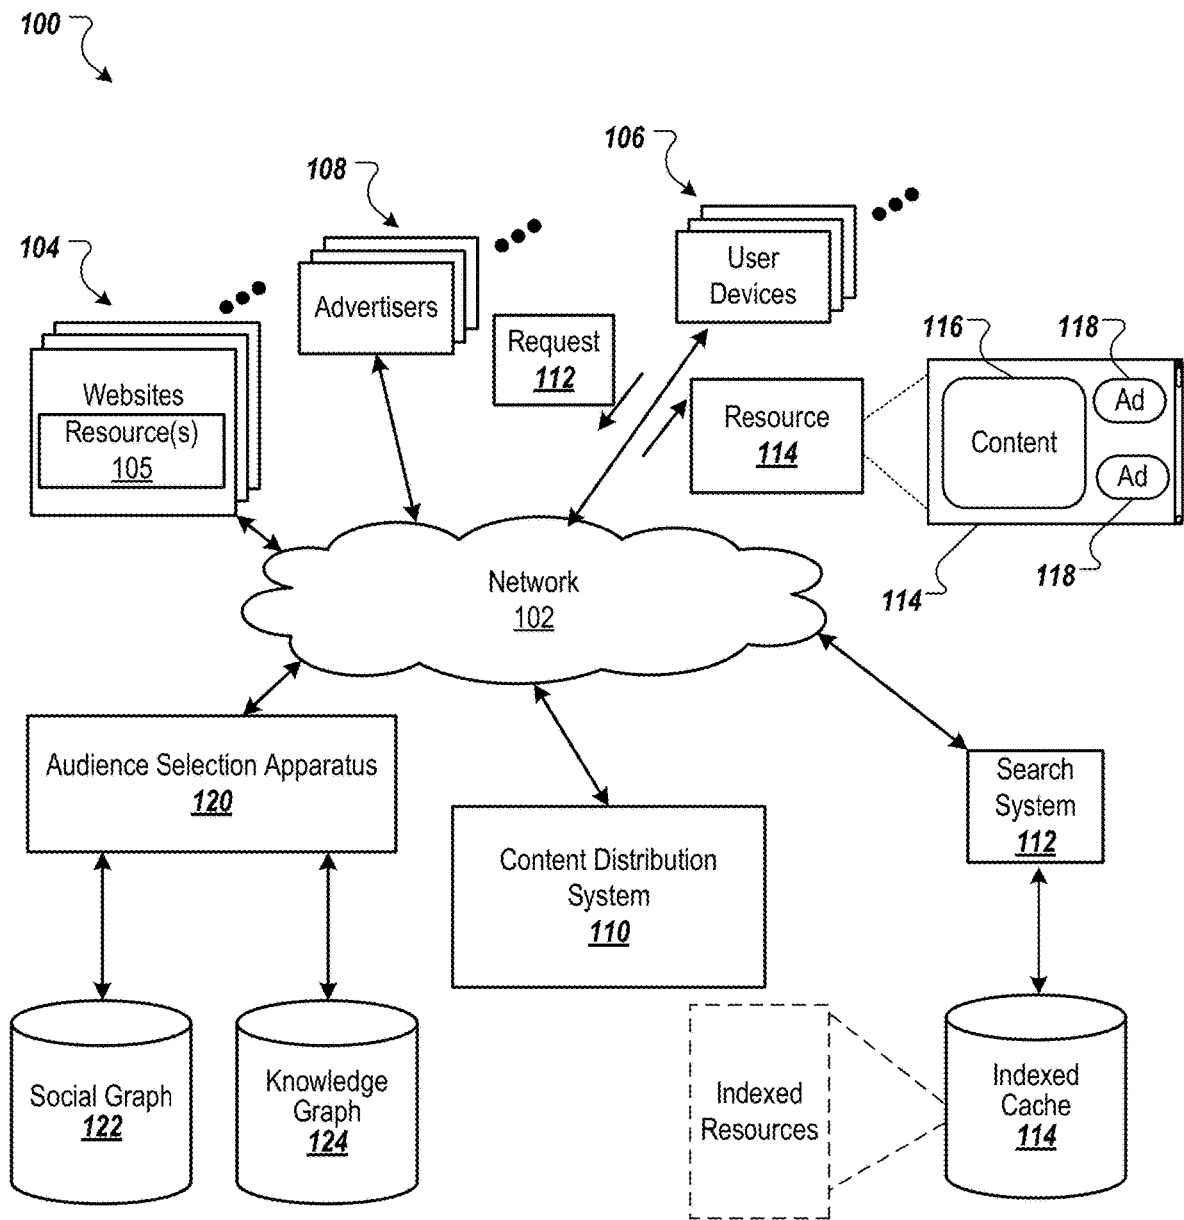 100
106
108
104
User
Devices
Advertisers
Request
112
116
118
Websites
Resource(s)
105
Resource
114
Content
Ad
Ad
118
114
Network
102
Audience Selection Apparatus
120
Search
System
112
Content Distribution
System
110
Social Graph
122
Knowledge
Graph
124
Indexed
Resources
Indexed
Cache
114